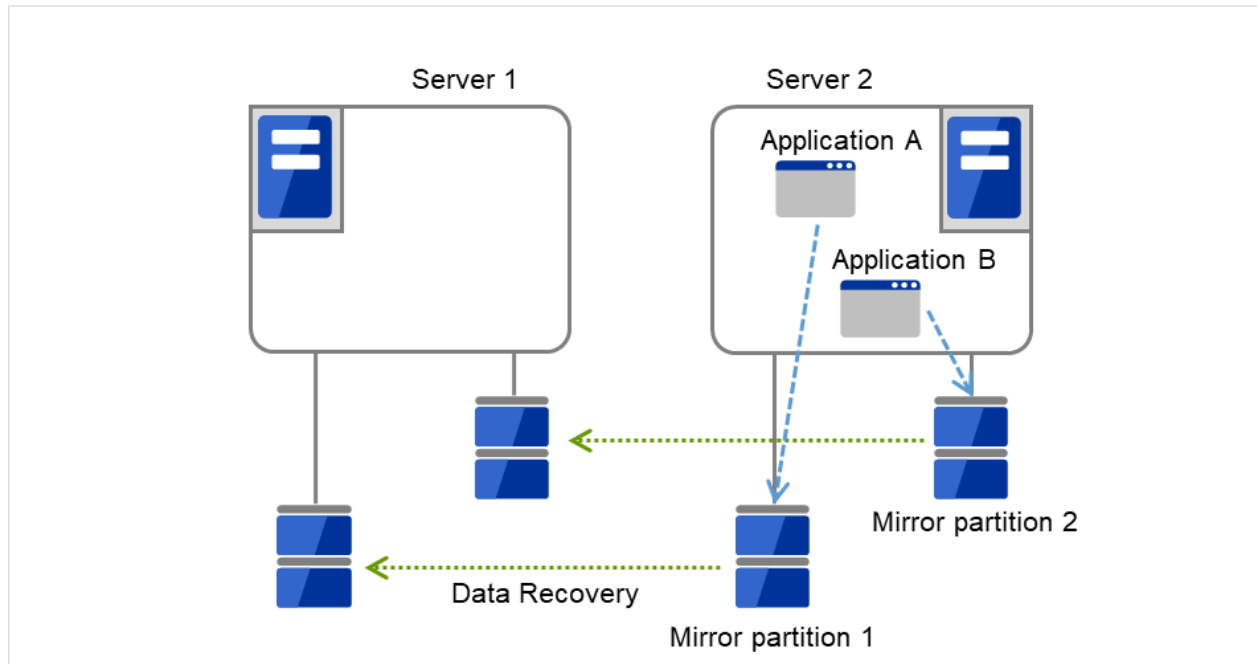 Server 1
Server 2
Application A
Application B
Mirror partition 2
Data Recovery
Mirror partition 1